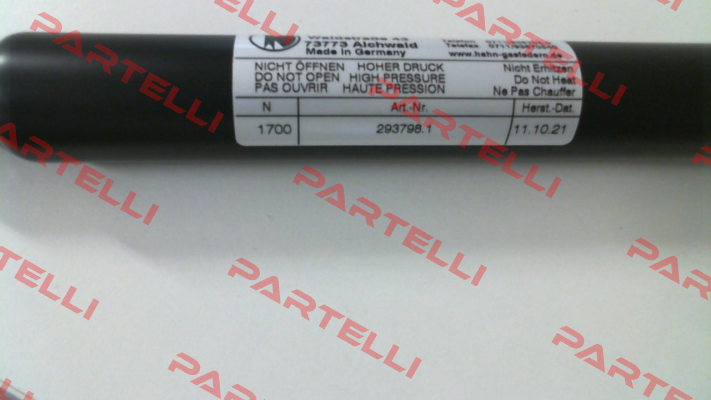 Waldstraße
73773 Aichwald
Made in Germany
Telefax
www.hahn-gasfedern.de
NICHT ÖFFNEN HOHER DRUCK Nicht Erhitzen
DO NOT OPEN HIGH PRESSURE Do Not Heat
PAS OUVRIR HAUTE PRESSION Ne Pas Chauffer
N Art.-Nr. Herst.-Dat.
1700 293798.1 11.10.21
PARTELLI
PARTELLI
PARTELLI
PARTELLI
PARTELLI
PARTELLI
PARTELLI
PARTELLI
PARTELLI